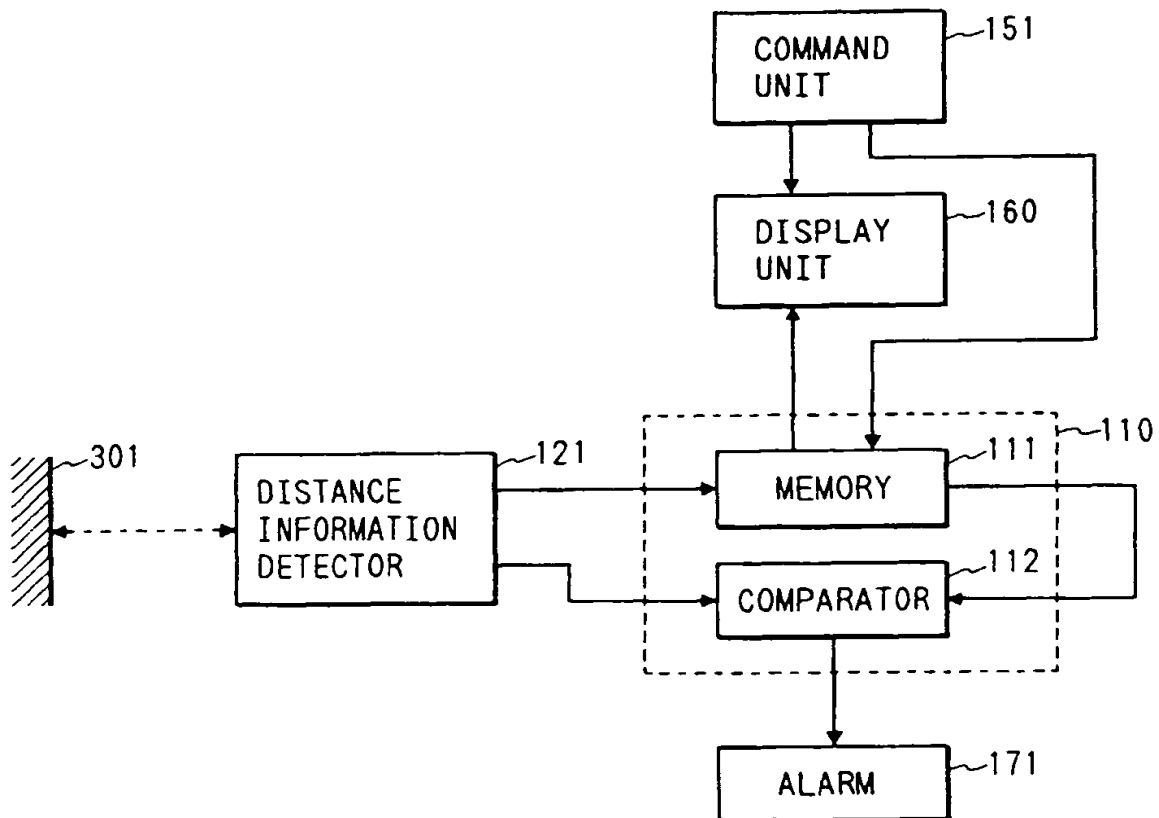 COMMAND
UNIT
151
DISPLAY
UNIT
160
110
301
DISTANCE
INFORMATION
DETECTOR
121
MEMORY
111
COMPARATOR
112
ALARM
171